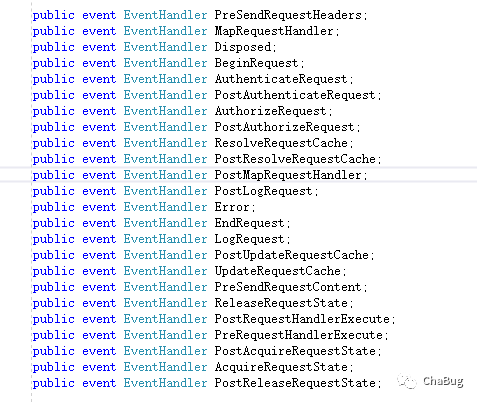 public event EventHandler PreSendRequestHeaders;
public event EventHandler MapRequestHandler;
public event EventHandler Disposed;
public event EventHandler BeginRequest;
public event EventHandler AuthenticateRequest;
public event EventHandler PostAuthenticateRequest;
public event EventHandler AuthorizeRequest;
public event EventHandler PostAuthorizeRequest;
public event EventHandler ResolveRequestCache;
public event EventHandler PostResolveRequestCache;
public event EventHandler PostMapRequestHandler;
public event EventHandler PostLogRequest;
public event EventHandler Error;
public event EventHandler EndRequest;
public event EventHandler LogRequest;
public event EventHandler PostUpdateRequestCache;
public event EventHandler UpdateRequestCache;
public event EventHandler PreSendRequestContent;
public event EventHandler ReleaseRequestState;
public event EventHandler PostRequestHandlerExecute;
public event EventHandler PreRequestHandlerExecute;
public event EventHandler PostAcquireRequestState;
public event EventHandler AcquireRequestState;
public event EventHandler PostReleaseRequestState;
ChaBug